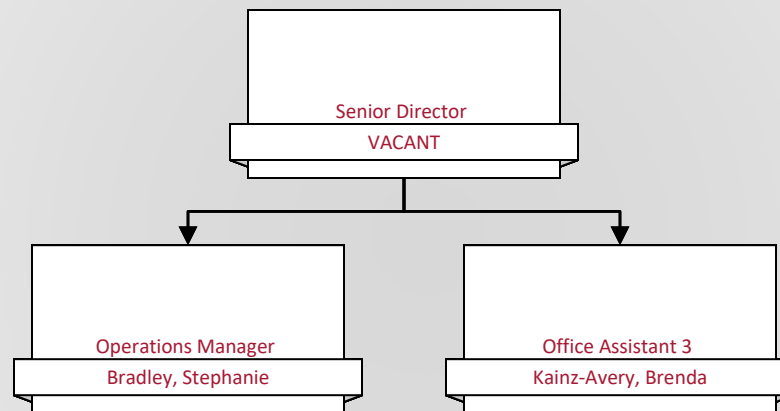 Senior Director
VACANT
Operations Manager
Bradley, Stephanie
Office Assistant 3
Kainz-Avery, Brenda